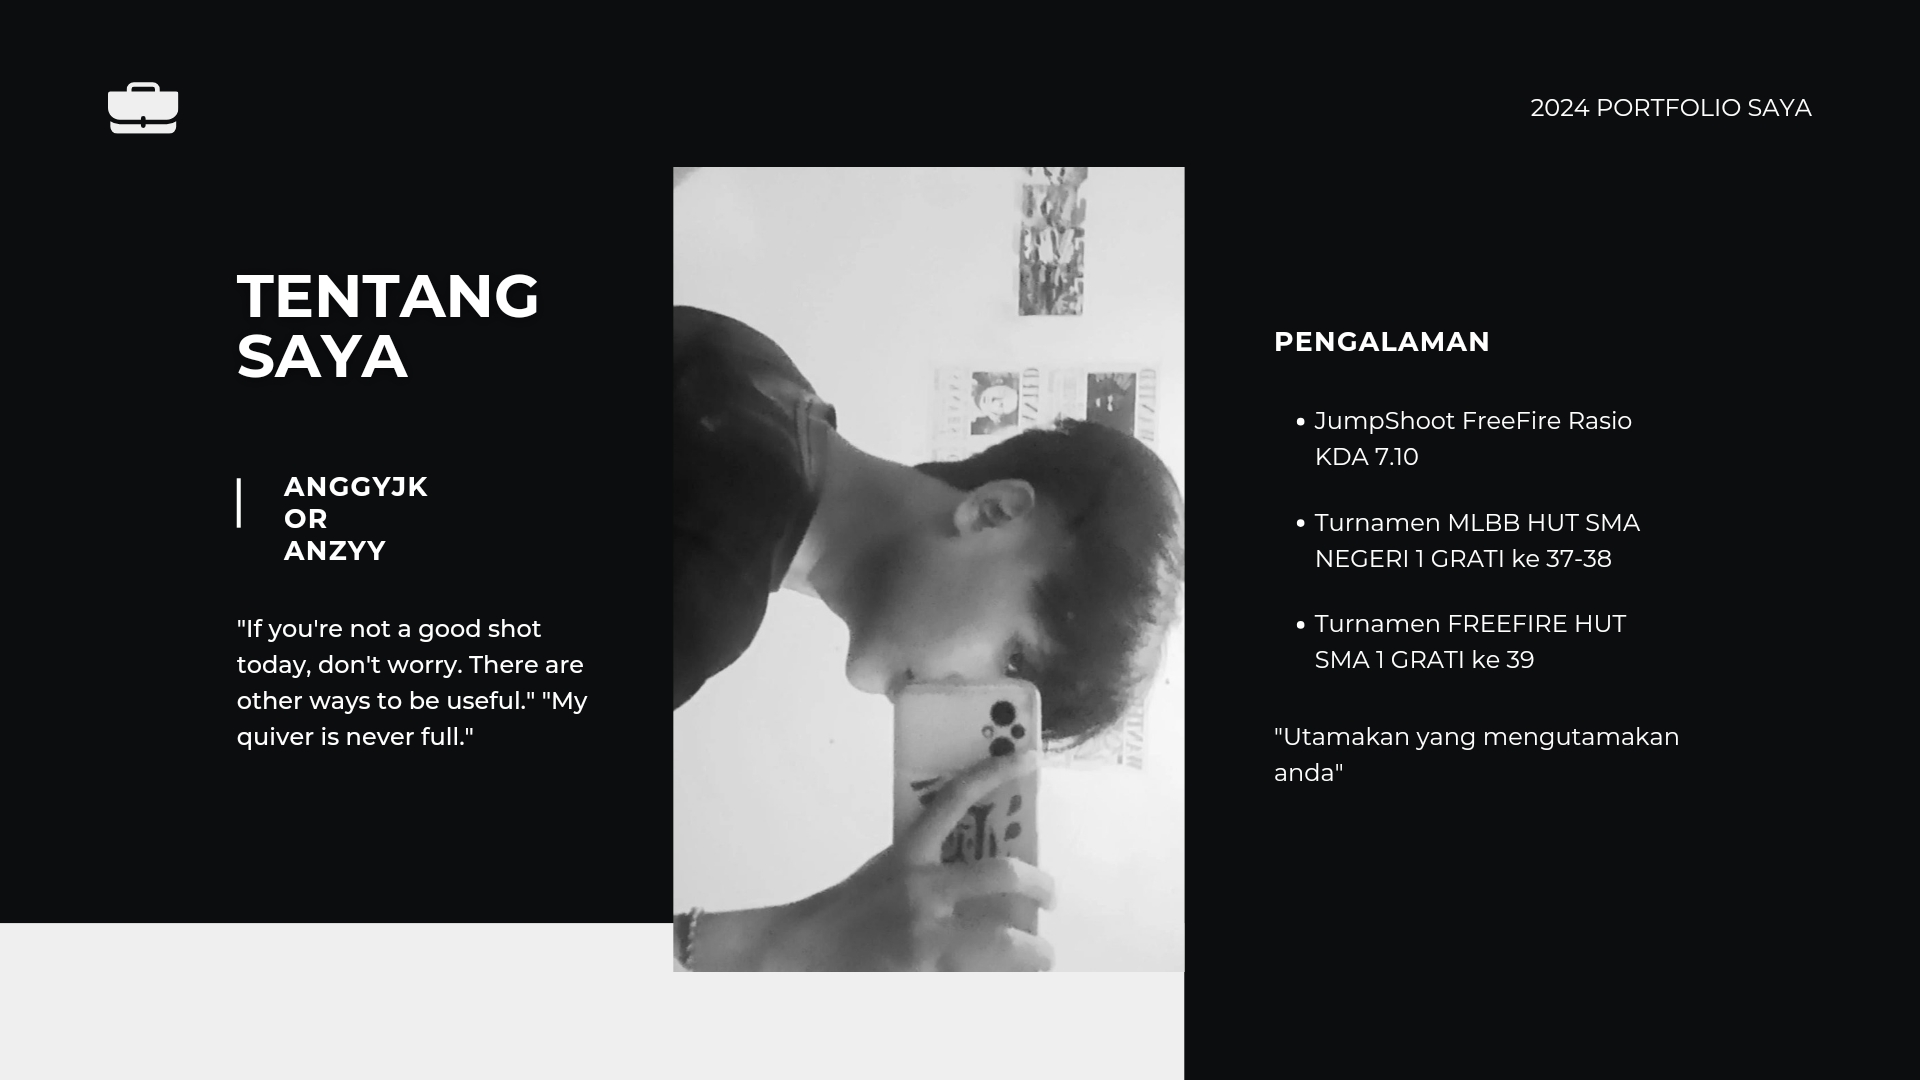 2024 PORTFOLIO SAYA
TENTANG
SAYA
ANGGYJK
OR
ANZYY
"If you're not a good shot
today, don't worry. There are
other ways to be useful." "My
quiver is never full."
PENGALAMAN
• JumpShoot FreeFire Rasio
KDA 7.10
• Turnamen MLBB HUT SMA
NEGERI 1 GRATI ke 37-38
• Turnamen FREEFIRE HUT
SMA 1 GRATI ke 39
"Utamakan yang mengutamakan
anda"